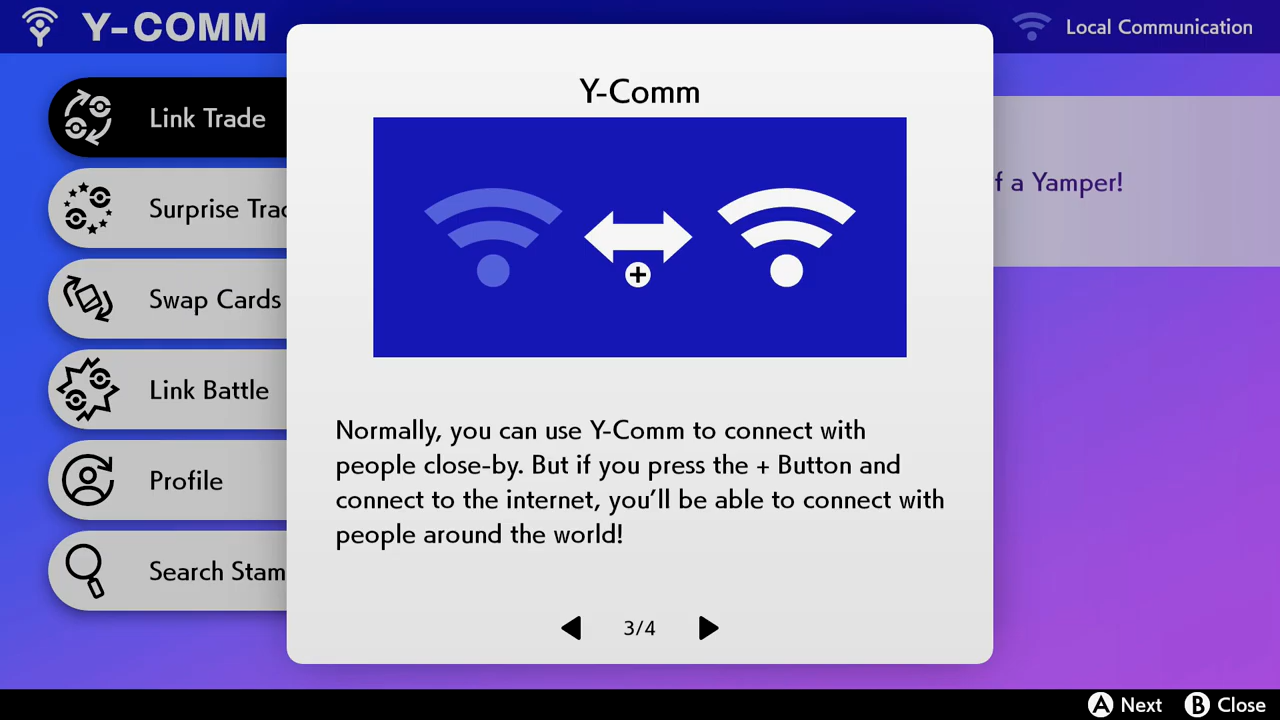 Y-COMM
Local Communication
Link Trade
Surprise Trad
Swap Cards
Link Battle
Profile
Search Stam
f a Yamper!
Y-Comm
Normally, you can use Y-Comm to connect with
people close-by. But if you press the + Button and
connect to the internet, you’ll be able to connect with
people around the world!
3/4
A Next
B Close